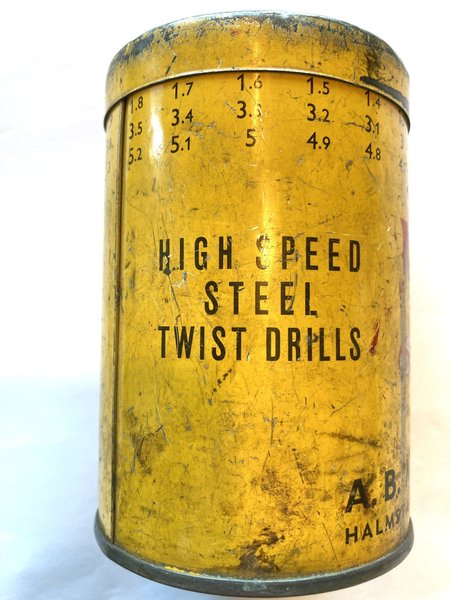 1.8 1.7 1.6 1.5 1.4
3.5 3.4 3.3 3.2 3.1
5.2 5.1 5 4.9 4.8
HIGH SPEED
STEEL
TWIST DRILLS
A. B.